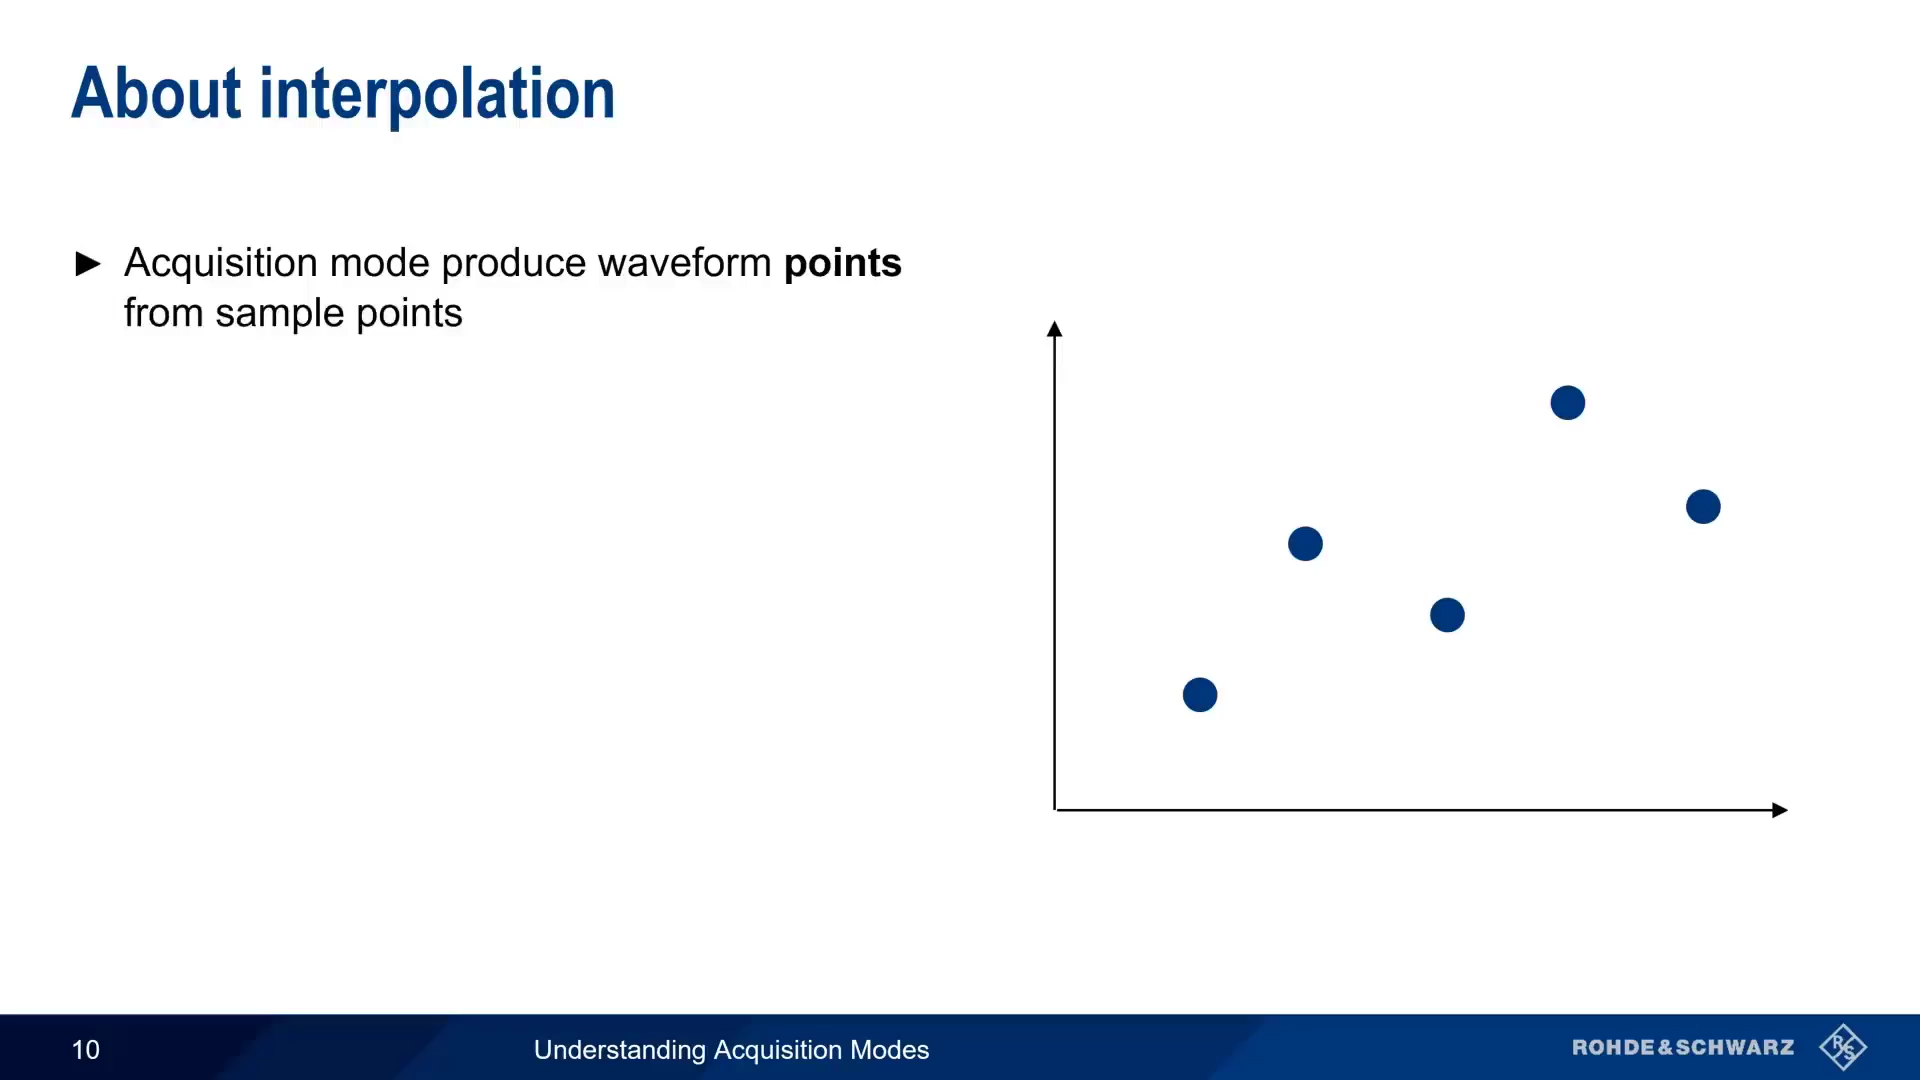 About interpolation
► Acquisition mode produce waveform points
from sample points
10
Understanding Acquisition Modes
ROHDE&SCHWARZ
R&S